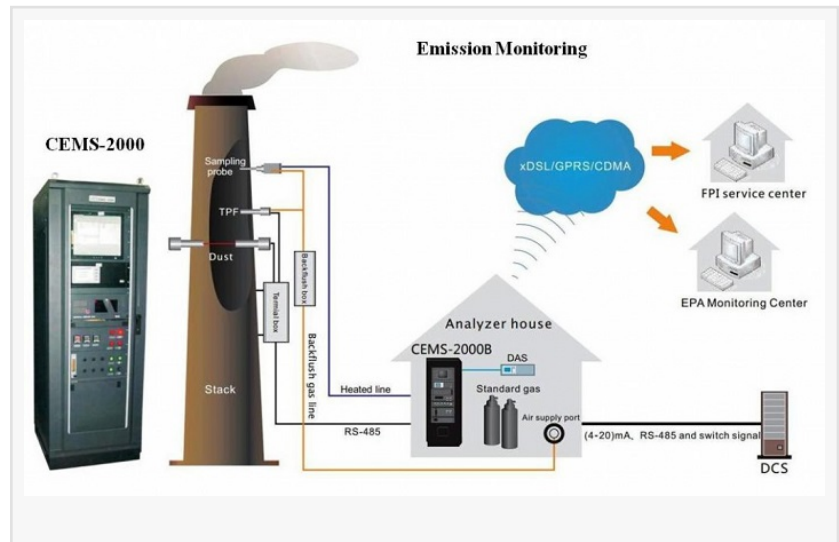 Emission Monitoring
CEMS-2000
Sampling
probe
TPF
Dust
Stack
Termial box
Backflush box
Backflush gas line
Heated line
RS-485
xDSL/GPRS/CDMA
FPI service center
EPA Monitoring Center
Analyzer house
CEMS-2000B
DAS
Standard gas
Air supply port
(4-20)mA、RS-485 and switch signal
DCS